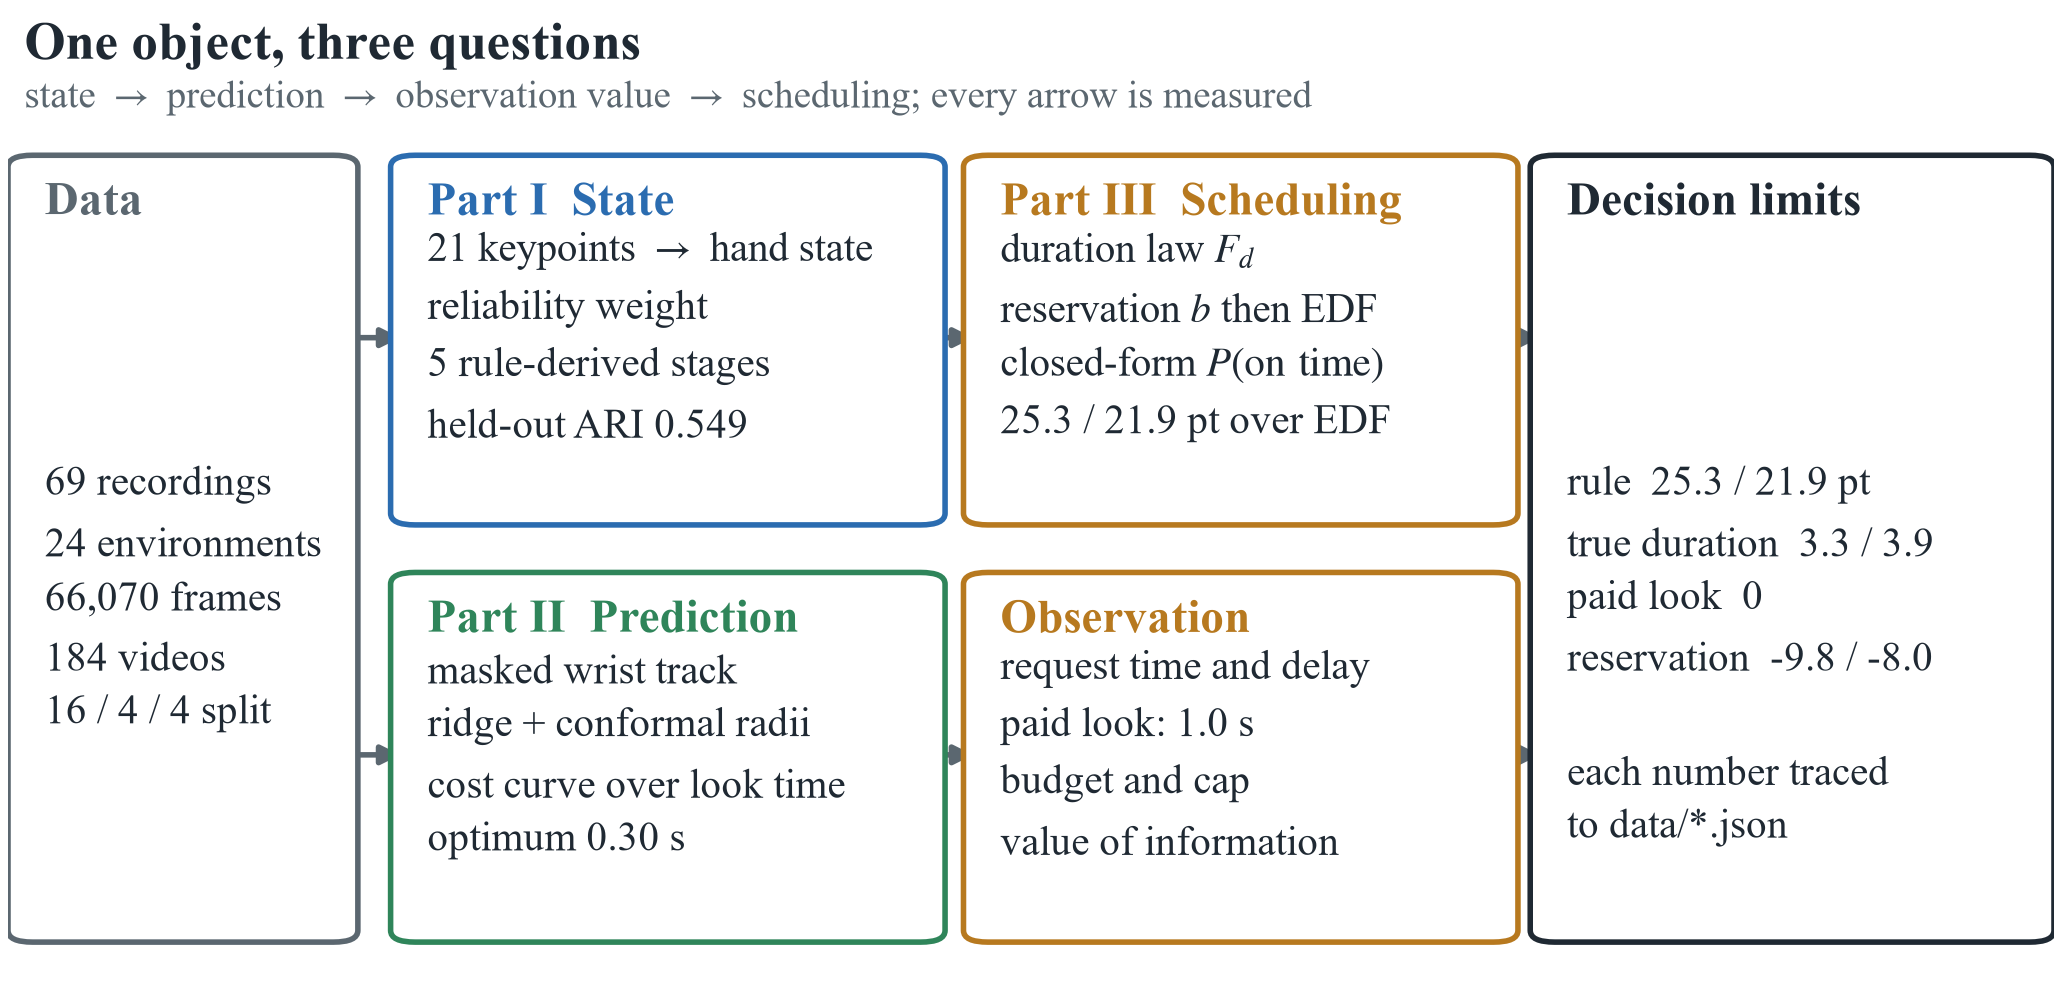 One object, three questions
state → prediction → observation value → scheduling; every arrow is measured
Data
69 recordings
24 environments
66,070 frames
184 videos
16 / 4 / 4 split
Part I State
21 keypoints → hand state
reliability weight
5 rule-derived stages
held-out ARI 0.549
Part II Prediction
masked wrist track
ridge + conformal radii
cost curve over look time
optimum 0.30 s
Part III Scheduling
duration law F_d
reservation b then EDF
closed-form P(on time)
25.3 / 21.9 pt over EDF
Observation
request time and delay
paid look: 1.0 s
budget and cap
value of information
Decision limits
rule 25.3 / 21.9 pt
true duration 3.3 / 3.9
paid look 0
reservation -9.8 / -8.0
each number traced
to data/*.json